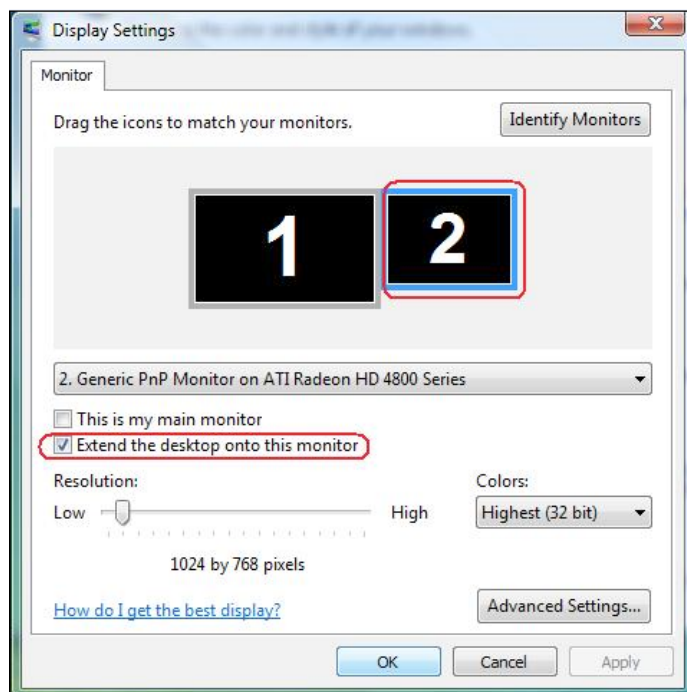 Display Settings
Monitor
Drag the icons to match your monitors.
Identify Monitors
1
2
2. Generic PnP Monitor on ATI Radeon HD 4800 Series
This is my main monitor
Extend the desktop onto this monitor
Resolution:
Colors:
Low
High
Highest (32 bit)
1024 by 768 pixels
How do I get the best display?
Advanced Settings...
OK
Cancel
Apply